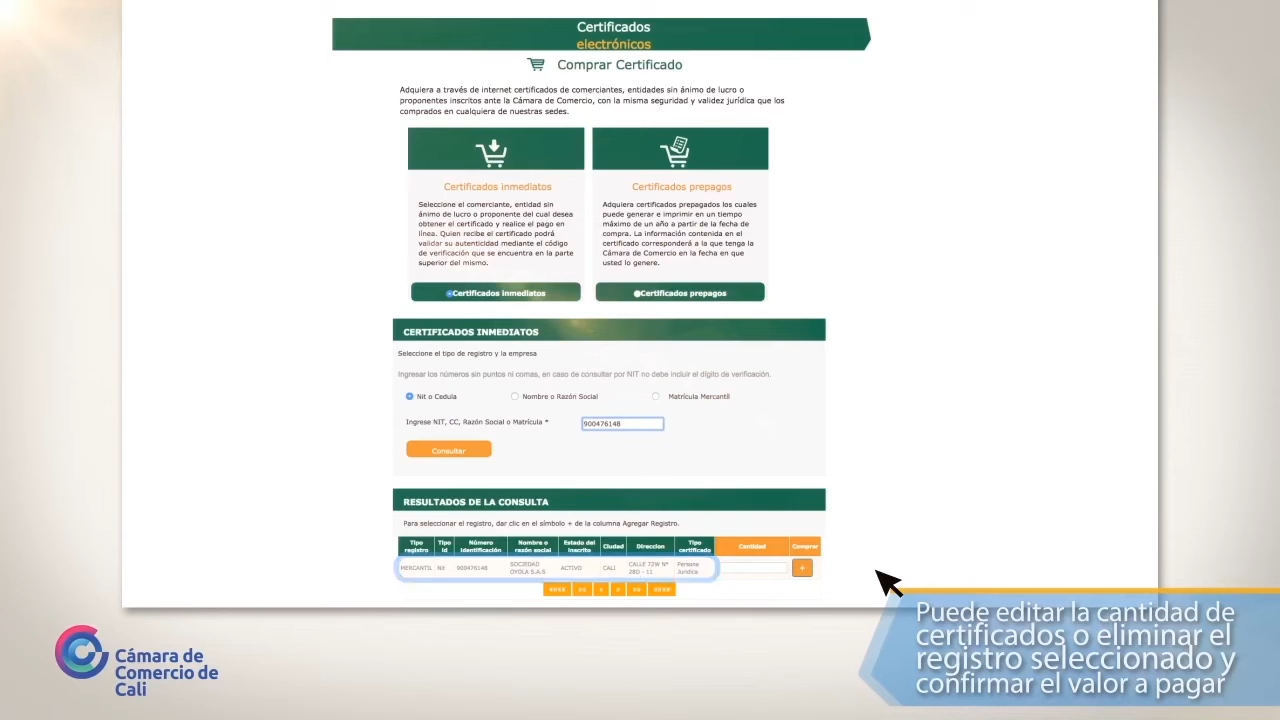 Certificados
electrónicos
Comprar Certificado
Adquiera a través de internet certificados de comerciantes, entidades sin ánimo de lucro o
proponentes inscritos ante la Cámara de Comercio, con la misma seguridad y validez jurídica que los
comprados en cualquiera de nuestras sedes.
Certificados inmediatos
Seleccione el comerciante, entidad sin
ánimo de lucro o proponente del cual desea
obtener el certificado y realice el pago en
línea. Quien recibe el certificado podrá
validar su autenticidad mediante el código
de verificación que se encuentra en la parte
superior del mismo.
Certificados inmediatos
Certificados prepagos
Adquiera certificados prepagados los cuales
puede generar e imprimir en un tiempo
máximo de un año a partir de la fecha de
compra. La información contenida en el
certificado corresponderá a la que tenga la
Cámara de Comercio en la fecha en que
usted lo genere.
Certificados prepagos
CERTIFICADOS INMEDIATOS
Seleccione el tipo de registro y la empresa
Ingresar los números sin puntos ni comas, en caso de consultar por NIT no debe incluir el dígito de verificación.
Nit o Cedula Nombre o Razón Social Matrícula Mercantil
Ingrese NIT, CC, Razón Social o Matrícula * 900476148
Consultar
RESULTADOS DE LA CONSULTA
Para seleccionar el registro, dar clic en el símbolo + de la columna Agregar Registro.
Tipo registro Tipo id Número Identificación Nombre o razón social Estado del Inscrito Ciudad Direccion Tipo certificado Cantidad Comprar
MERCANTIL Nit 900476148 SOCIEDAD OYOLA S.A.S ACTIVO CALI CALLE 72W N° 28D - 11 Persona Juridica +
Puede editar la cantidad de
certificados o eliminar el
registro seleccionado y
confirmar el valor a pagar
Cámara de
Comercio de
Cali